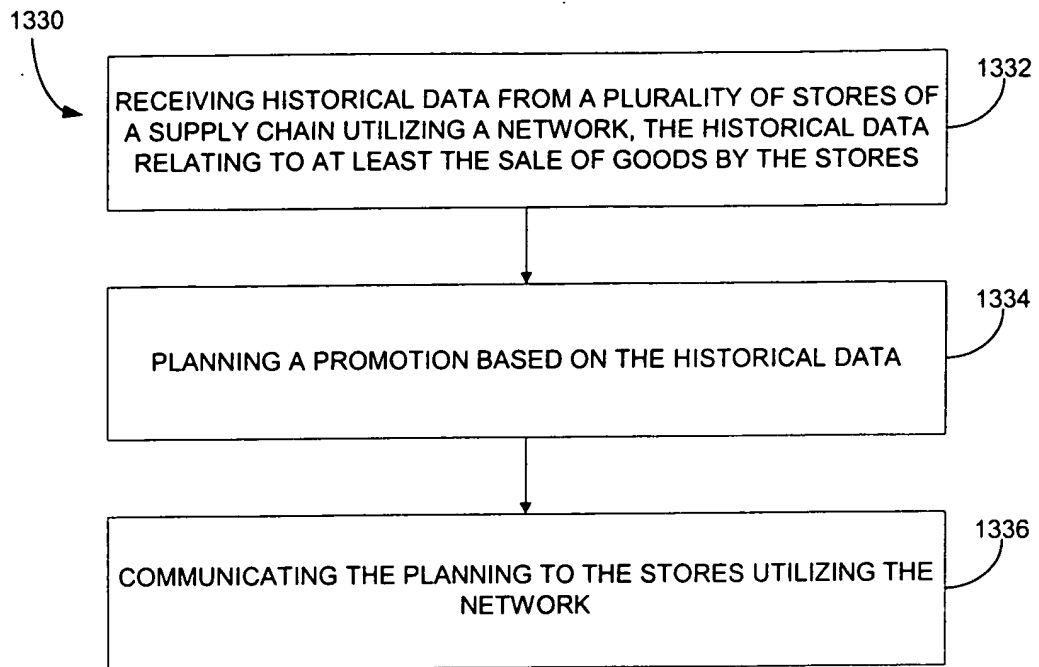 1330
1332
RECEIVING HISTORICAL DATA FROM A PLURALITY OF STORES OF
A SUPPLY CHAIN UTILIZING A NETWORK, THE HISTORICAL DATA
RELATING TO AT LEAST THE SALE OF GOODS BY THE STORES
1334
PLANNING A PROMOTION BASED ON THE HISTORICAL DATA
1336
COMMUNICATING THE PLANNING TO THE STORES UTILIZING THE
NETWORK